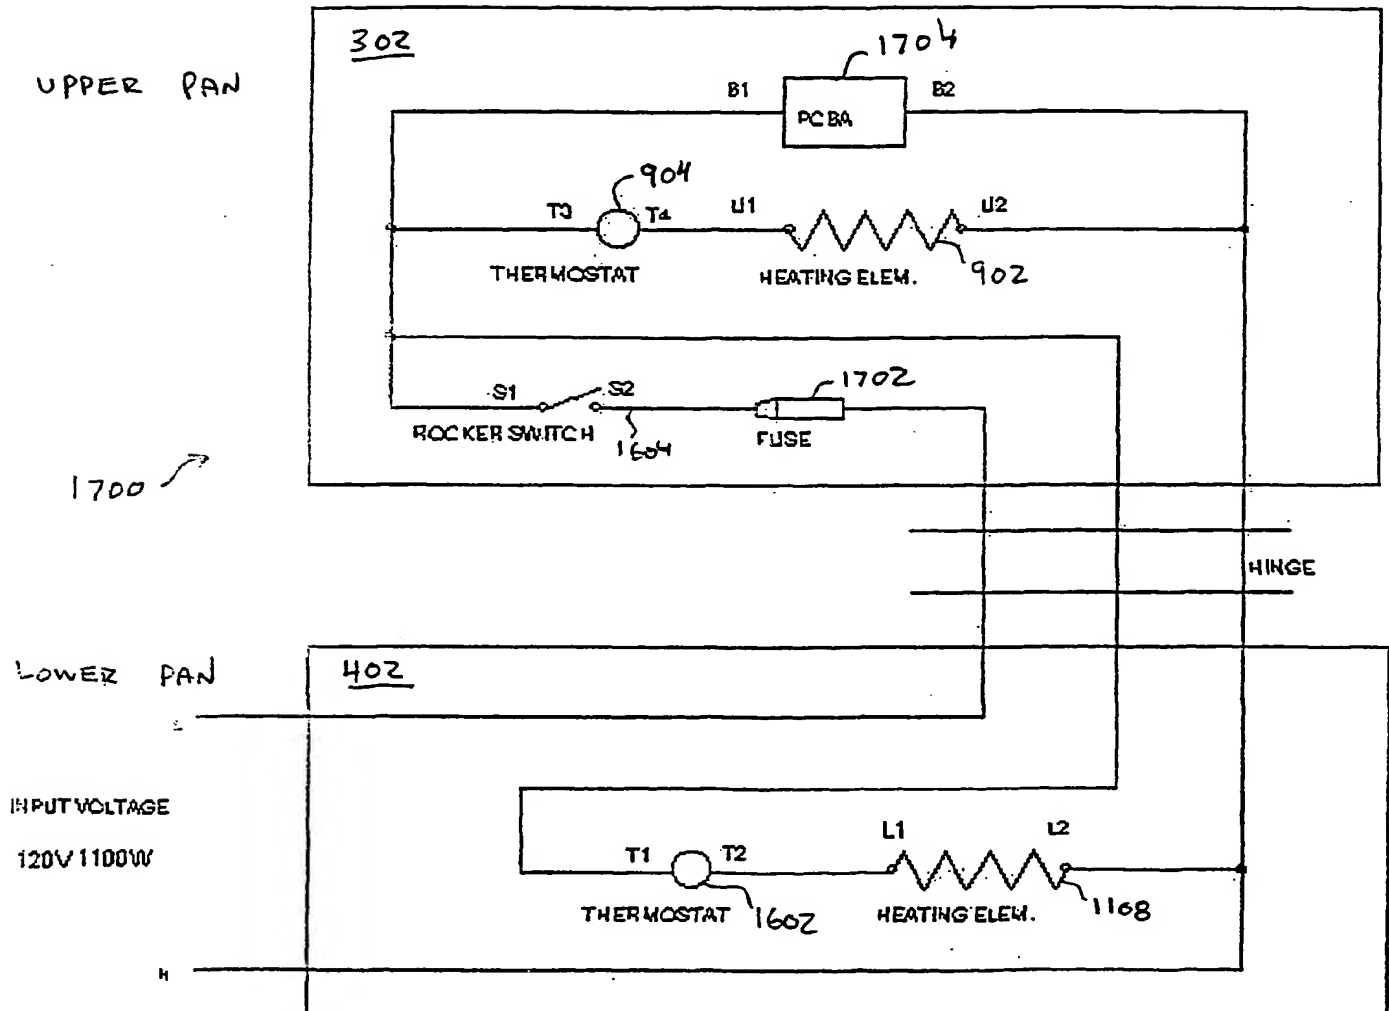 302
1704
UPPER PAN
B1
B2
PCBA
904
T3
T4
U1
U2
THERMOSTAT
HEATING ELEM.
902
S1
S2
1702
ROCKER SWITCH
1604
FUSE
1700
HINGE
LOWER PAN
402
INPUT VOLTAGE
120V 1100W
T1
T2
L1
L2
THERMOSTAT
1602
HEATING ELEM.
1168